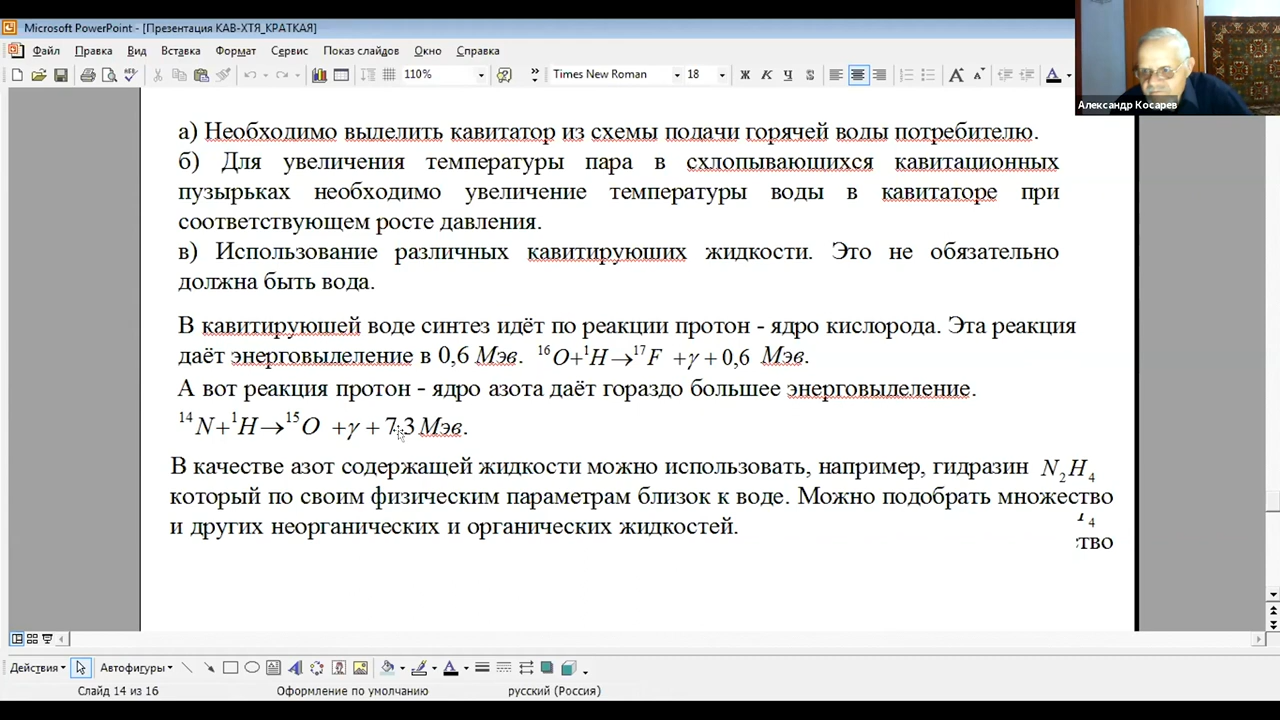 Microsoft PowerPoint - [Презентация КАВ-ХТЯ_КРАТКАЯ]
Файл Правка Вид Вставка Формат Сервис Показ слайдов Окно Справка
110% Times New Roman 18 Ж К Ч S
Александр Косарев
а) Необходимо выделить кавитатор из схемы подачи горячей воды потребителю.
б) Для увеличения температуры пара в схлопывающихся кавитационных
пузырьках необходимо увеличение температуры воды в кавитаторе при
соответствующем росте давления.
в) Использование различных кавитирующих жидкости. Это не обязательно
должна быть вода.
В кавитирующей воде синтез идёт по реакции протон - ядро кислорода. Эта реакция
даёт энерговыделение в 0,6 Мэв. ¹⁶O+¹H→¹⁷F +γ+0,6 Мэв.
А вот реакция протон - ядро азота даёт гораздо большее энерговыделение.
¹⁴N+¹H→¹⁵O +γ+7,3 Мэв.
В качестве азот содержащей жидкости можно использовать, например, гидразин N₂H₄
который по своим физическим параметрам близок к воде. Можно подобрать множество
и других неорганических и органических жидкостей.
ство
Действия Автофигуры
Слайд 14 из 16 Оформление по умолчанию русский (Россия)